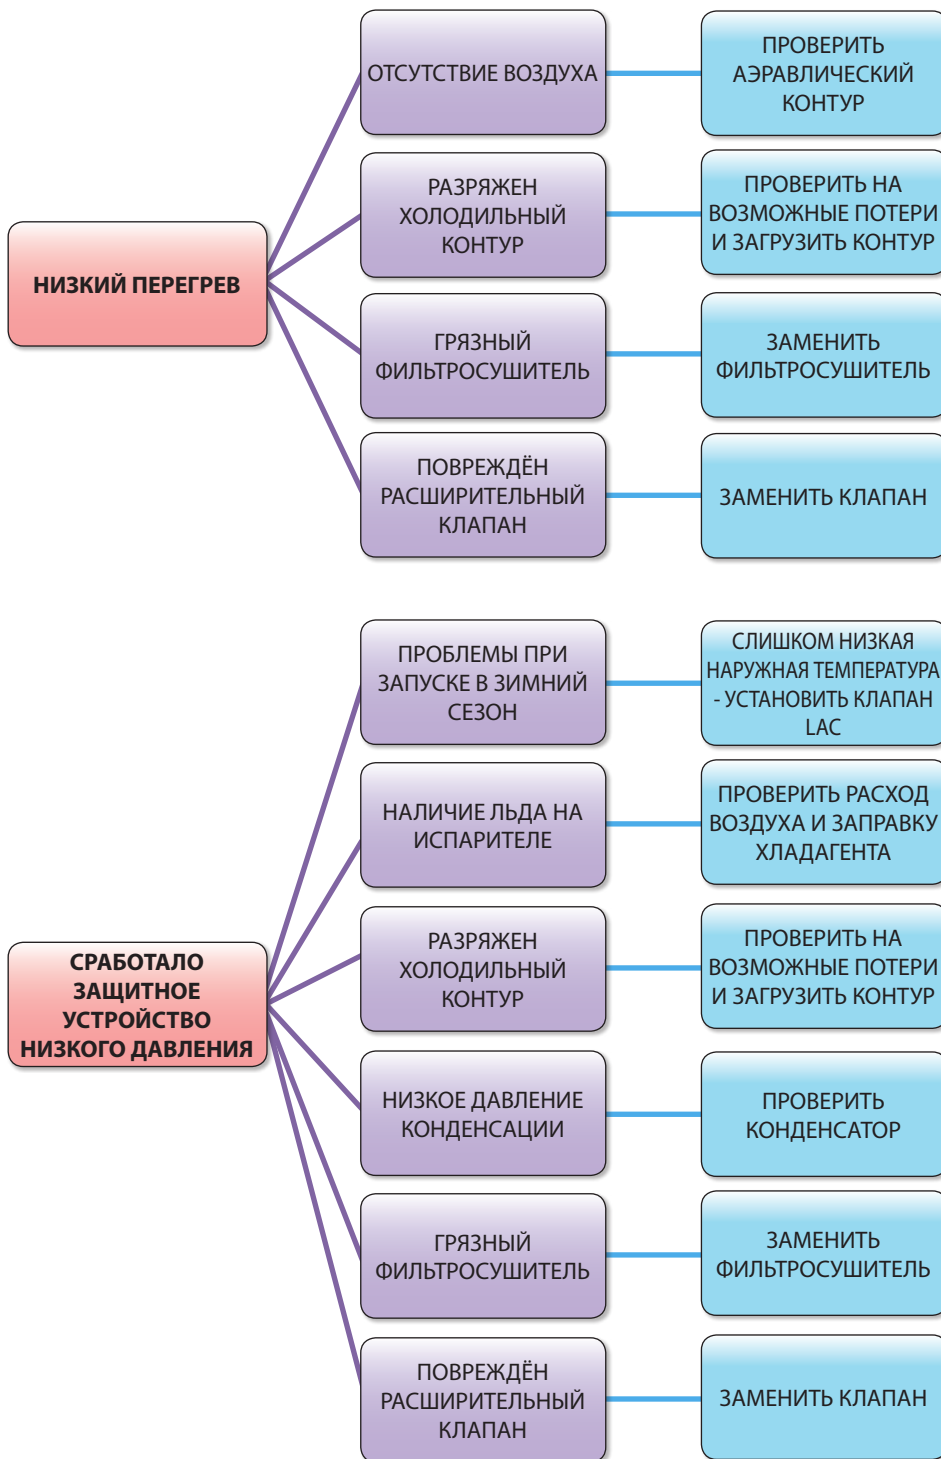 НИЗКИЙ ПЕРЕГРЕВ
ОТСУТСТВИЕ ВОЗДУХА
ПРОВЕРИТЬ
АЭРАВЛИЧЕСКИЙ
КОНТУР
РАЗРЯЖЕН
ХОЛОДИЛЬНЫЙ
КОНТУР
ПРОВЕРИТЬ НА
ВОЗМОЖНЫЕ ПОТЕРИ
И ЗАГРУЗИТЬ КОНТУР
ГРЯЗНЫЙ
ФИЛЬТРОСУШИТЕЛЬ
ЗАМЕНИТЬ
ФИЛЬТРОСУШИТЕЛЬ
ПОВРЕЖДЁН
РАСШИРИТЕЛЬНЫЙ
КЛАПАН
ЗАМЕНИТЬ КЛАПАН
СРАБОТАЛО
ЗАЩИТНОЕ
УСТРОЙСТВО
НИЗКОГО ДАВЛЕНИЯ
ПРОБЛЕМЫ ПРИ
ЗАПУСКЕ В ЗИМНИЙ
СЕЗОН
СЛИШКОМ НИЗКАЯ
НАРУЖНАЯ ТЕМПЕРАТУРА
- УСТАНОВИТЬ КЛАПАН
LAC
НАЛИЧИЕ ЛЬДА НА
ИСПАРИТЕЛЕ
ПРОВЕРИТЬ РАСХОД
ВОЗДУХА И ЗАПРАВКУ
ХЛАДАГЕНТА
РАЗРЯЖЕН
ХОЛОДИЛЬНЫЙ
КОНТУР
ПРОВЕРИТЬ НА
ВОЗМОЖНЫЕ ПОТЕРИ
И ЗАГРУЗИТЬ КОНТУР
НИЗКОЕ ДАВЛЕНИЕ
КОНДЕНСАЦИИ
ПРОВЕРИТЬ
КОНДЕНСАТОР
ГРЯЗНЫЙ
ФИЛЬТРОСУШИТЕЛЬ
ЗАМЕНИТЬ
ФИЛЬТРОСУШИТЕЛЬ
ПОВРЕЖДЁН
РАСШИРИТЕЛЬНЫЙ
КЛАПАН
ЗАМЕНИТЬ КЛАПАН